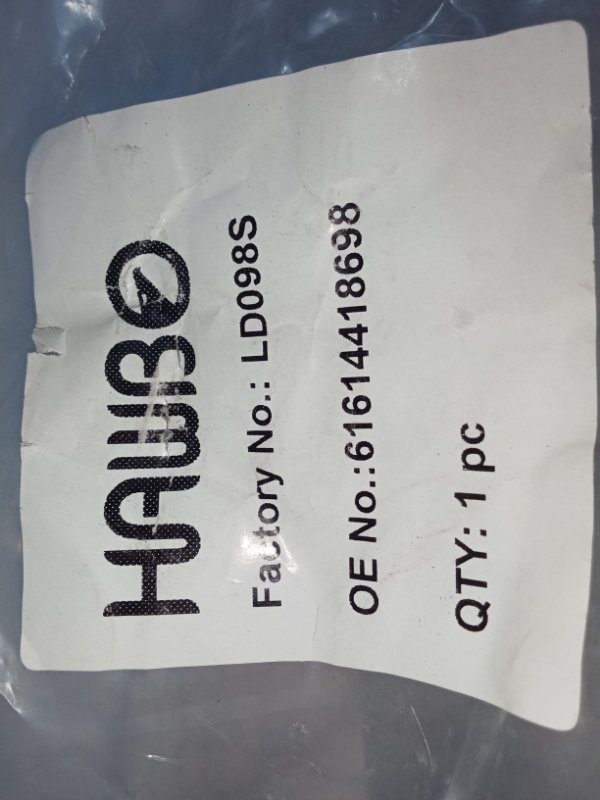 HAWBO
Factory No.: LD098S
OE No.:61614418698
QTY: 1 pc